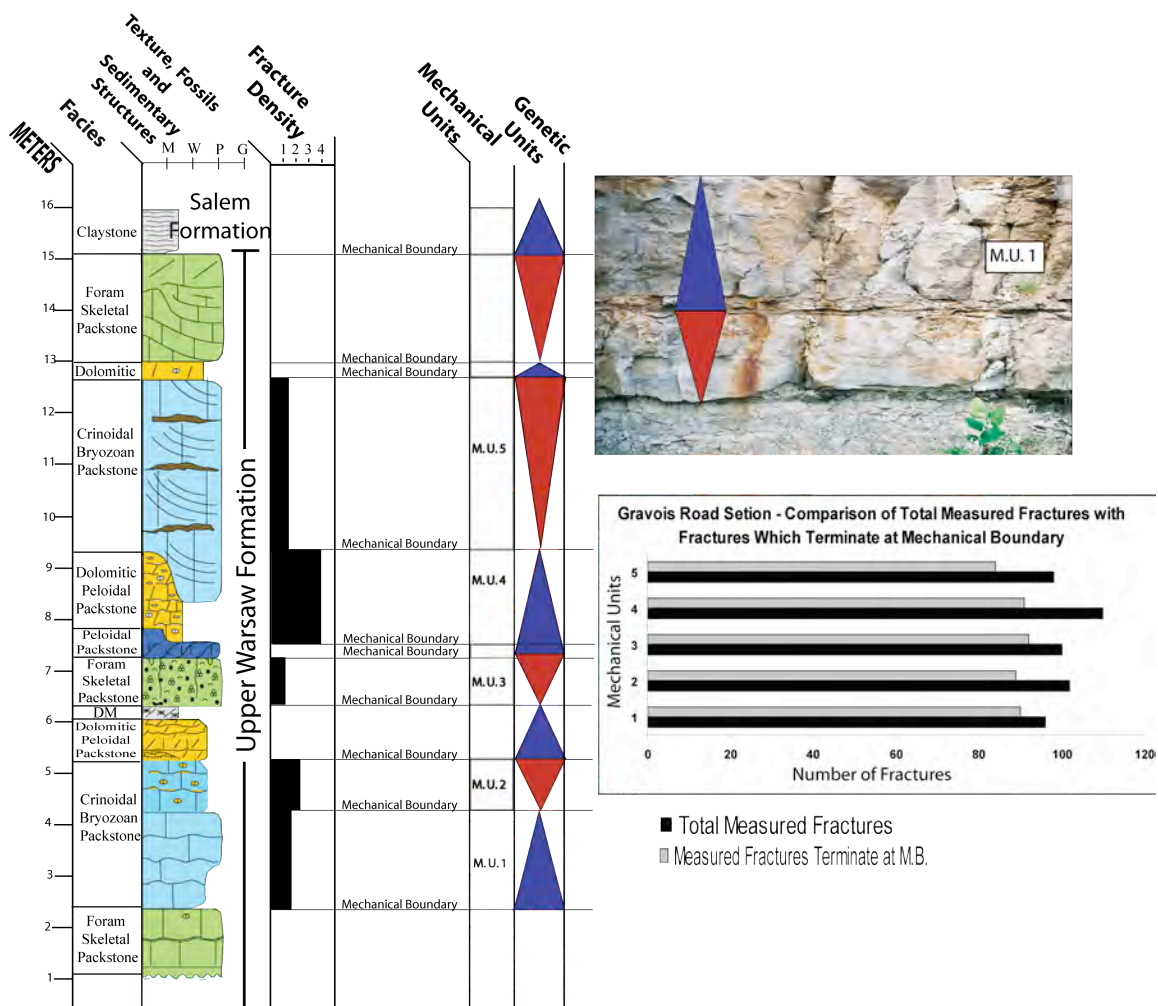 METERS
Facies
Texture, Fossils
and
Sedimentary
Structures
Fracture
Density
Mechanical
Units
Genetic
Units
M W P G
1 2 3 4
16
15
14
13
12
11
10
9
8
7
6
5
4
3
2
1
Claystone
Foram
Skeletal
Packstone
Dolomitic
Crinoidal
Bryozoan
Packstone
Dolomitic
Peloidal
Packstone
Peloidal
Packstone
Foram
Skeletal
Packstone
DM
Dolomitic
Peloidal
Packstone
Crinoidal
Bryozoan
Packstone
Foram
Skeletal
Packstone
Salem
Formation
Upper Warsaw Formation
Mechanical Boundary
Mechanical Boundary
Mechanical Boundary
Mechanical Boundary
Mechanical Boundary
Mechanical Boundary
Mechanical Boundary
Mechanical Boundary
Mechanical Boundary
Mechanical Boundary
M.U.5
M.U.4
M.U.3
M.U.2
M.U.1
M.U. 1
Gravois Road Setion - Comparison of Total Measured Fractures with
Fractures Which Terminate at Mechanical Boundary
Mechanical Units
5
4
3
2
1
0 20 40 60 80 100 120
Number of Fractures
Total Measured Fractures
Measured Fractures Terminate at M.B.